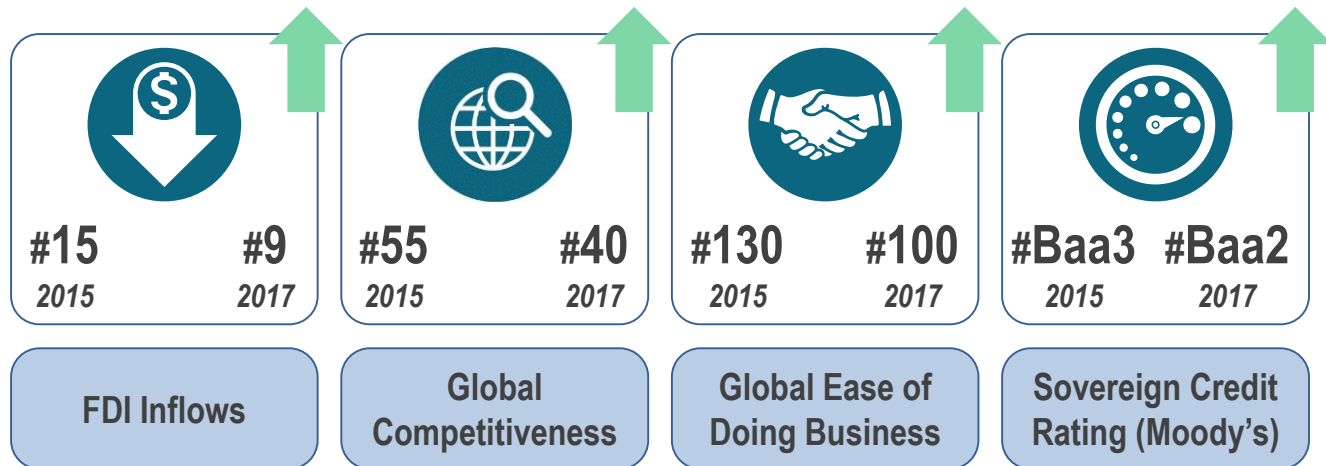 $
#15 #9
2015 2017
FDI Inflows
#55 #40
2015 2017
Global
Competitiveness
#130 #100
2015 2017
Global Ease of
Doing Business
#Baa3 #Baa2
2015 2017
Sovereign Credit
Rating (Moody’s)